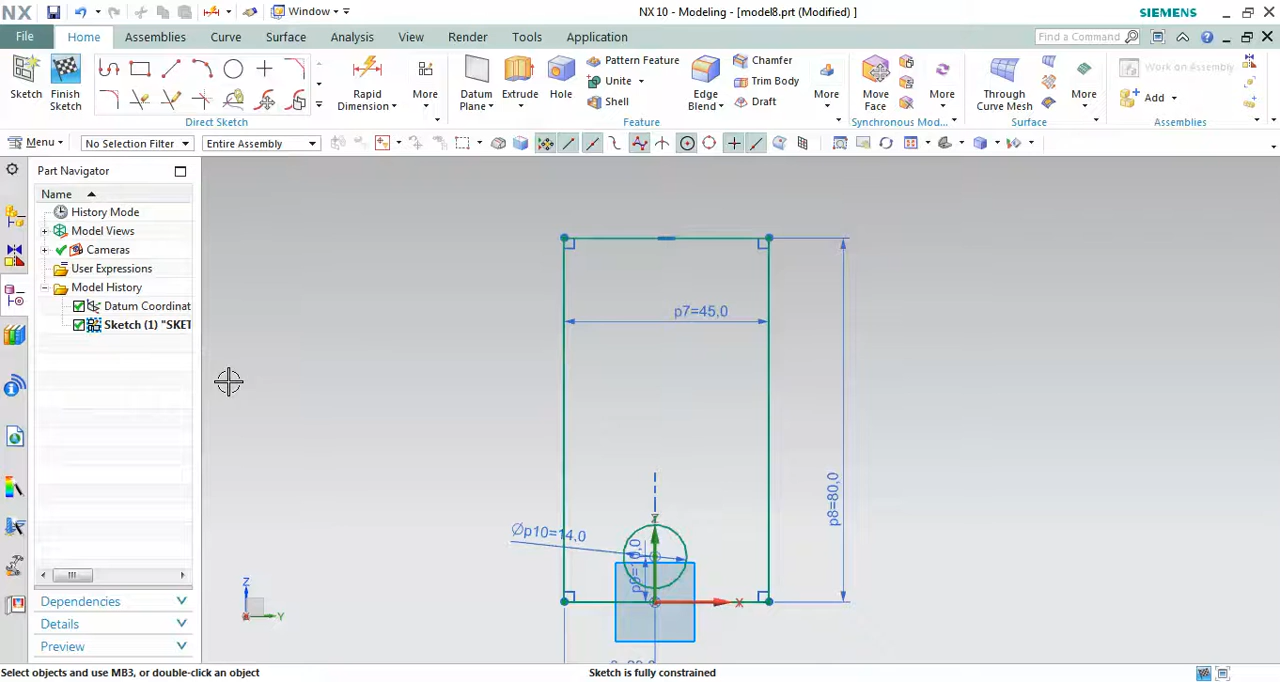 NX
Window
NX 10 - Modeling - [model8.prt (Modified) ]
SIEMENS
File
Home
Assemblies
Curve
Surface
Analysis
View
Render
Tools
Application
Find a Command
Sketch
Finish
Sketch
Direct Sketch
Rapid
Dimension
More
Datum
Plane
Extrude
Hole
Pattern Feature
Unite
Shell
Edge
Blend
Chamfer
Trim Body
Draft
More
Feature
Move
Face
More
Synchronous Mod...
Through
Curve Mesh
More
Surface
Work on Assembly
Add
Assemblies
Menu
No Selection Filter
Entire Assembly
Part Navigator
Name
History Mode
Model Views
Cameras
User Expressions
Model History
Datum Coordinat
Sketch (1) "SKET
Dependencies
Details
Preview
p7=45,0
p8=80,0
Øp10=14,0
Z
X
Z
Y
Select objects and use MB3, or double-click an object
Sketch is fully constrained